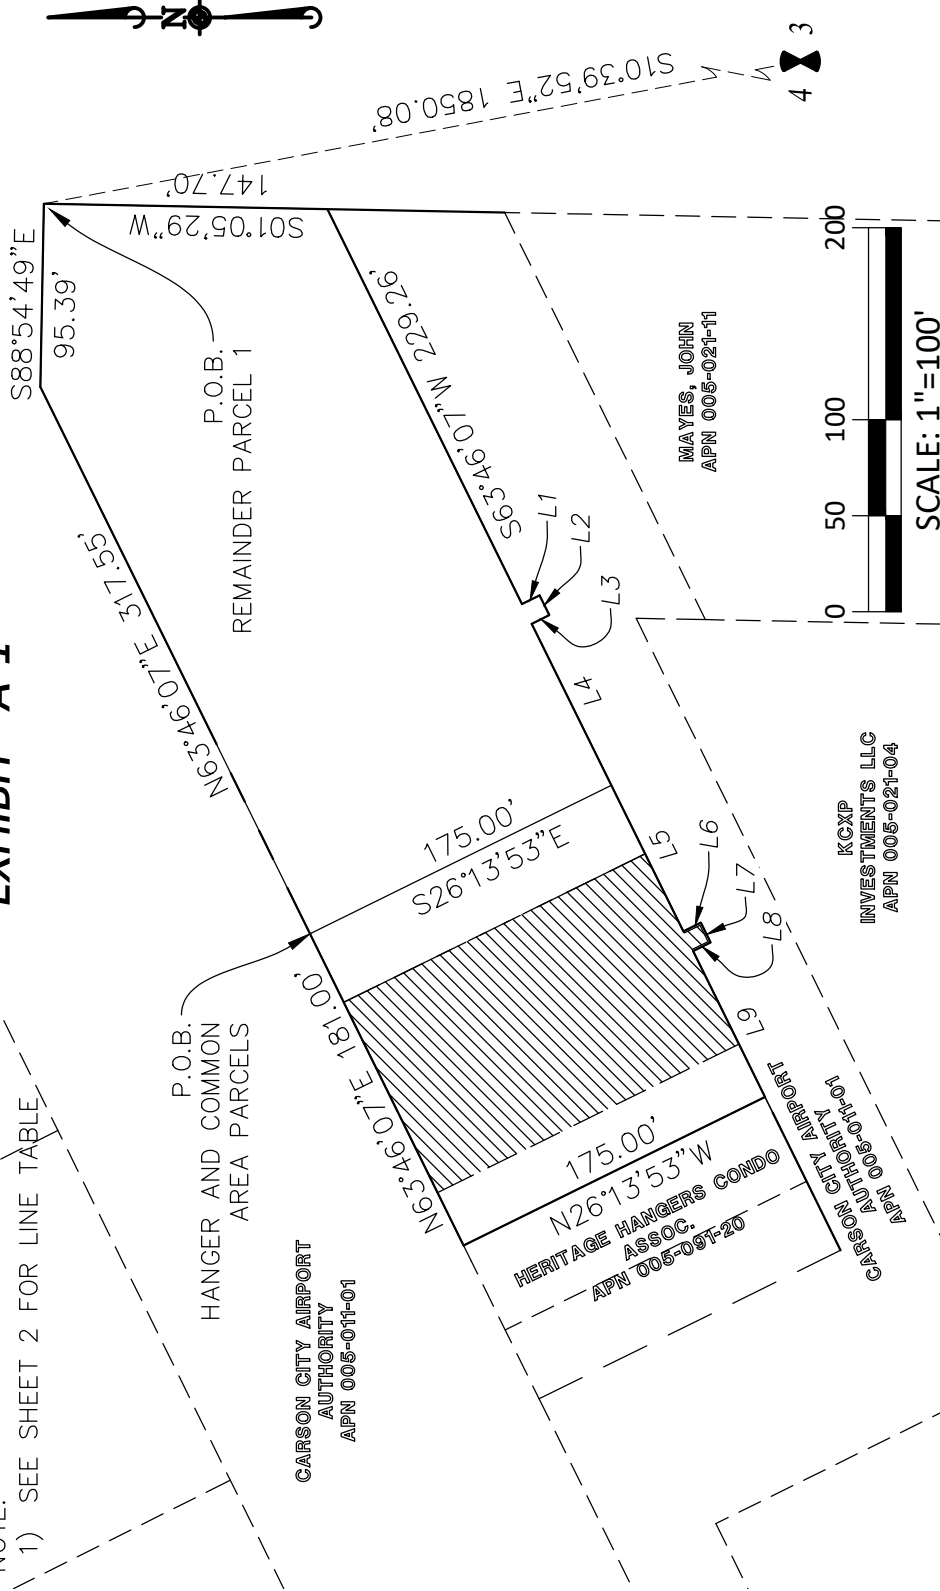 EXHIBIT "A-1"
NOTE:
1) SEE SHEET 2 FOR LINE TABLE
N
S88°54'49"E
95.39'
S01°05'29"W
147.70'
S10°39'52"E 1850.08'
4 3
P.O.B.
REMAINDER PARCEL 1
N63°46'07"E 317.55'
S63°46'07"W 229.26'
L1
L2
L3
L4
L5
L6
L7
L8
L9
P.O.B.
HANGER AND COMMON
AREA PARCELS
N63°46'07"E 181.00'
175.00'
S26°13'53"E
175.00'
N26°13'53"W
HERITAGE HANGERS CONDO
ASSOC.
APN 005-091-20
CARSON CITY AIRPORT
AUTHORITY
APN 005-011-01
CARSON CITY AIRPORT
AUTHORITY
APN 005-011-01
MAYES, JOHN
APN 005-021-11
KCXP
INVESTMENTS LLC
APN 005-021-04
0 50 100 200
SCALE: 1"=100'